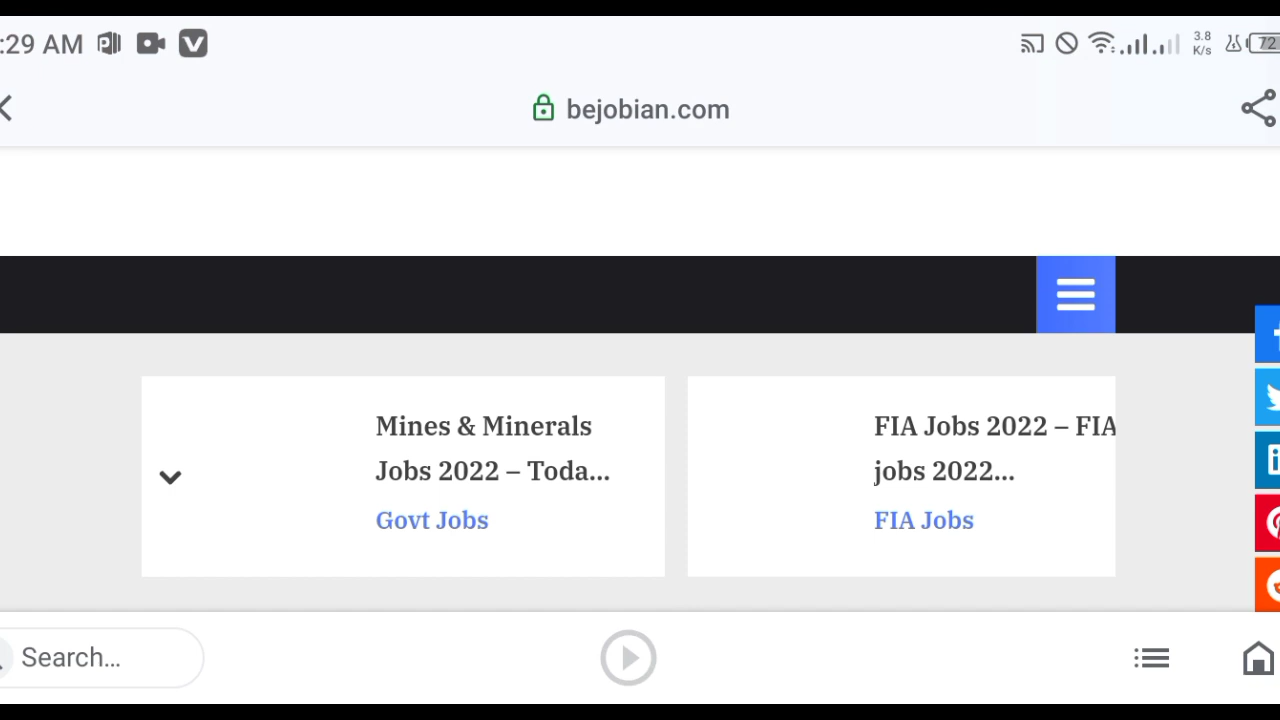 :29 AM
3.8
K/s
72
bejobian.com
Mines & Minerals
Jobs 2022 – Toda...
Govt Jobs
FIA Jobs 2022 – FIA
jobs 2022...
FIA Jobs
Search...